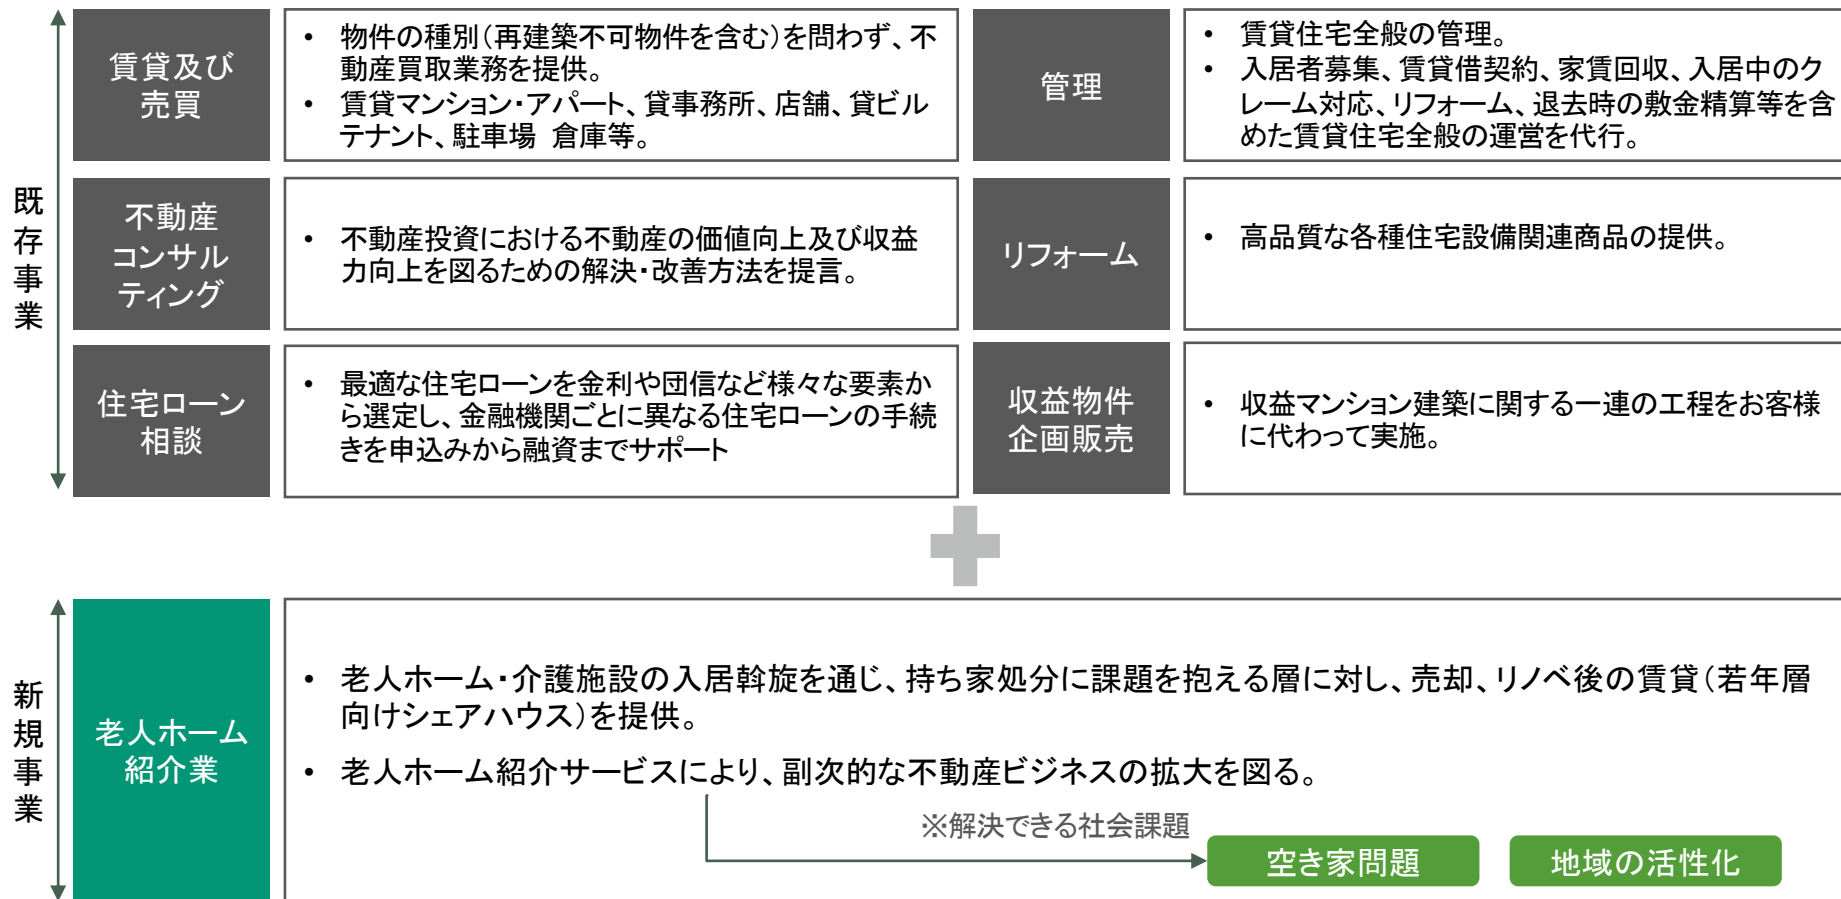 既存事業
賃貸及び
売買
• 物件の種別（再建築不可物件を含む）を問わず、不
動産買取業務を提供。
• 賃貸マンション・アパート、貸事務所、店舗、貸ビル
テナント、駐車場 倉庫等。
管理
• 賃貸住宅全般の管理。
• 入居者募集、賃貸借契約、家賃回収、入居中のク
レーム対応、リフォーム、退去時の敷金精算等を含
めた賃貸住宅全般の運営を代行。
不動産
コンサル
ティング
• 不動産投資における不動産の価値向上及び収益
力向上を図るための解決・改善方法を提言。
リフォーム
• 高品質な各種住宅設備関連商品の提供。
住宅ローン
相談
• 最適な住宅ローンを金利や団信など様々な要素か
ら選定し、金融機関ごとに異なる住宅ローンの手続
きを申込みから融資までサポート
収益物件
企画販売
• 収益マンション建築に関する一連の工程をお客様
に代わって実施。
新規事業
老人ホーム
紹介業
• 老人ホーム・介護施設の入居斡旋を通じ、持ち家処分に課題を抱える層に対し、売却、リノベ後の賃貸（若年層
向けシェアハウス）を提供。
• 老人ホーム紹介サービスにより、副次的な不動産ビジネスの拡大を図る。
※解決できる社会課題
空き家問題
地域の活性化